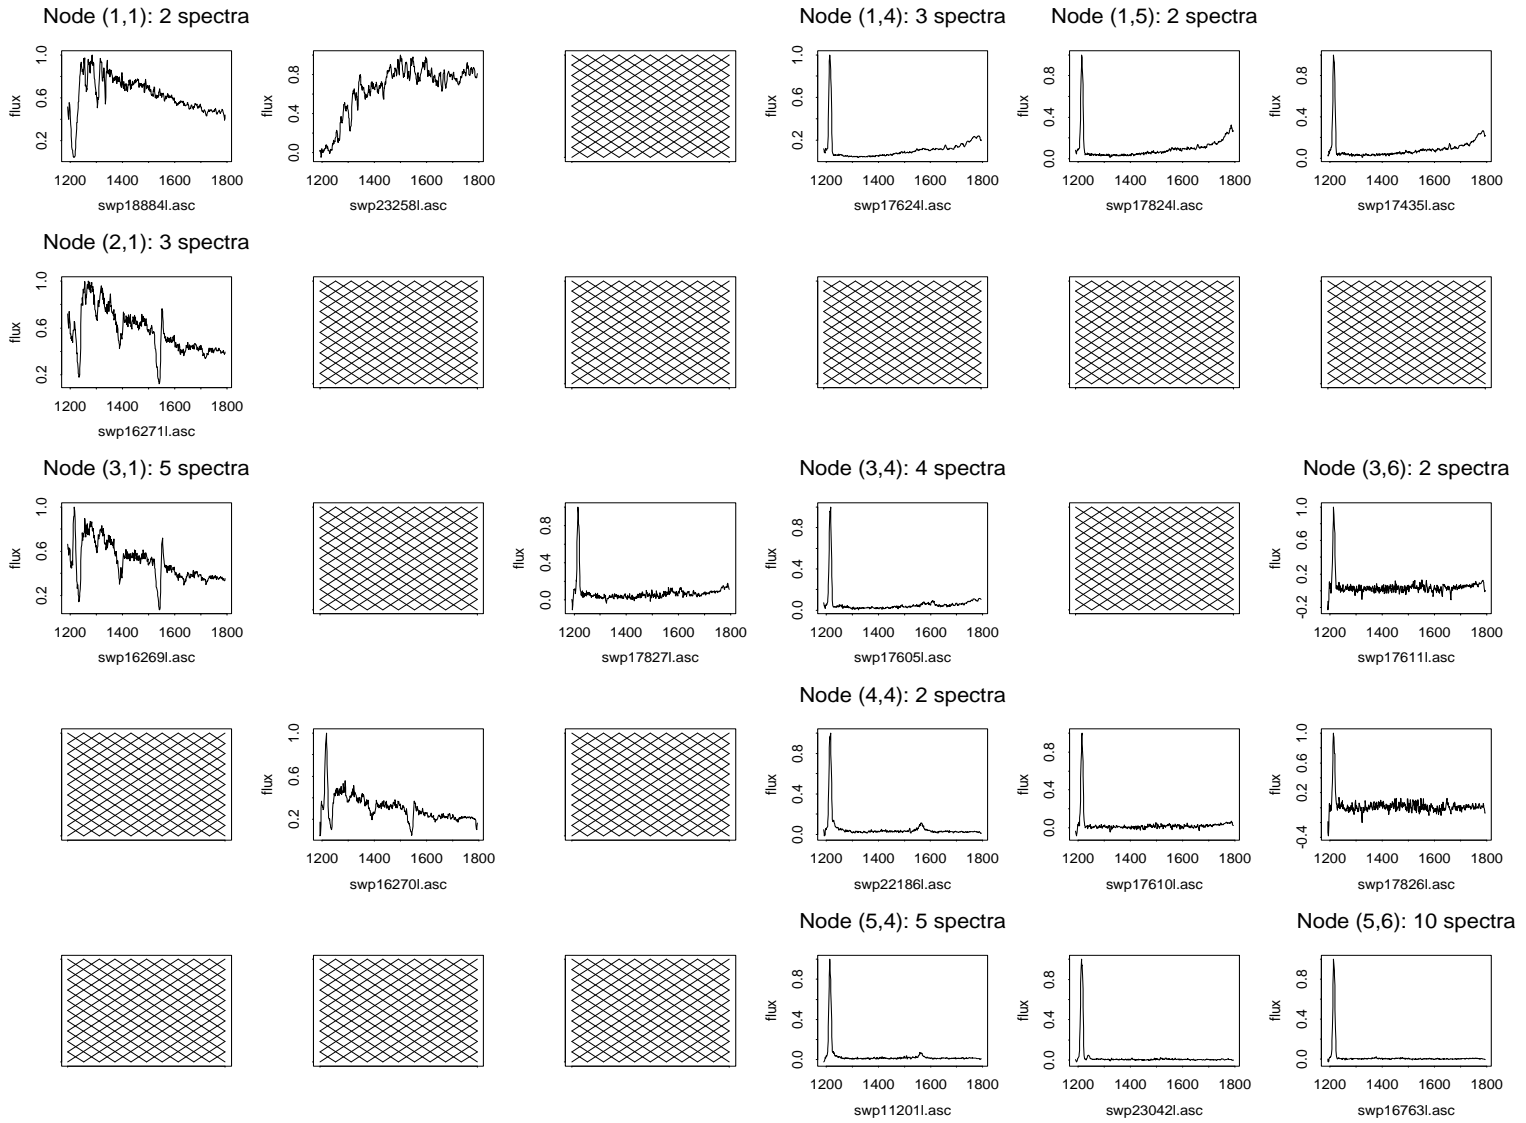 Node (1,1): 2 spectra
Node (1,4): 3 spectra
Node (1,5): 2 spectra
flux
0.2 0.6 1.0
1200 1400 1600 1800
swp18884l.asc
flux
0.0 0.4 0.8
1200 1400 1600 1800
swp23258l.asc
flux
0.2 0.6 1.0
1200 1400 1600 1800
swp17624l.asc
flux
0.0 0.4 0.8
1200 1400 1600 1800
swp17824l.asc
flux
0.0 0.4 0.8
1200 1400 1600 1800
swp17435l.asc
Node (2,1): 3 spectra
flux
0.2 0.6 1.0
1200 1400 1600 1800
swp16271l.asc
Node (3,1): 5 spectra
Node (3,4): 4 spectra
Node (3,6): 2 spectra
flux
0.2 0.6 1.0
1200 1400 1600 1800
swp16269l.asc
flux
0.0 0.4 0.8
1200 1400 1600 1800
swp17827l.asc
flux
0.0 0.4 0.8
1200 1400 1600 1800
swp17605l.asc
flux
-0.2 0.2 0.6 1.0
1200 1400 1600 1800
swp17611l.asc
Node (4,4): 2 spectra
flux
0.2 0.6 1.0
1200 1400 1600 1800
swp16270l.asc
flux
0.0 0.4 0.8
1200 1400 1600 1800
swp22186l.asc
flux
0.0 0.4 0.8
1200 1400 1600 1800
swp17610l.asc
flux
-0.4 0.2 0.6 1.0
1200 1400 1600 1800
swp17826l.asc
Node (5,4): 5 spectra
Node (5,6): 10 spectra
flux
0.0 0.4 0.8
1200 1400 1600 1800
swp11201l.asc
flux
0.0 0.4 0.8
1200 1400 1600 1800
swp23042l.asc
flux
0.0 0.4 0.8
1200 1400 1600 1800
swp16763l.asc